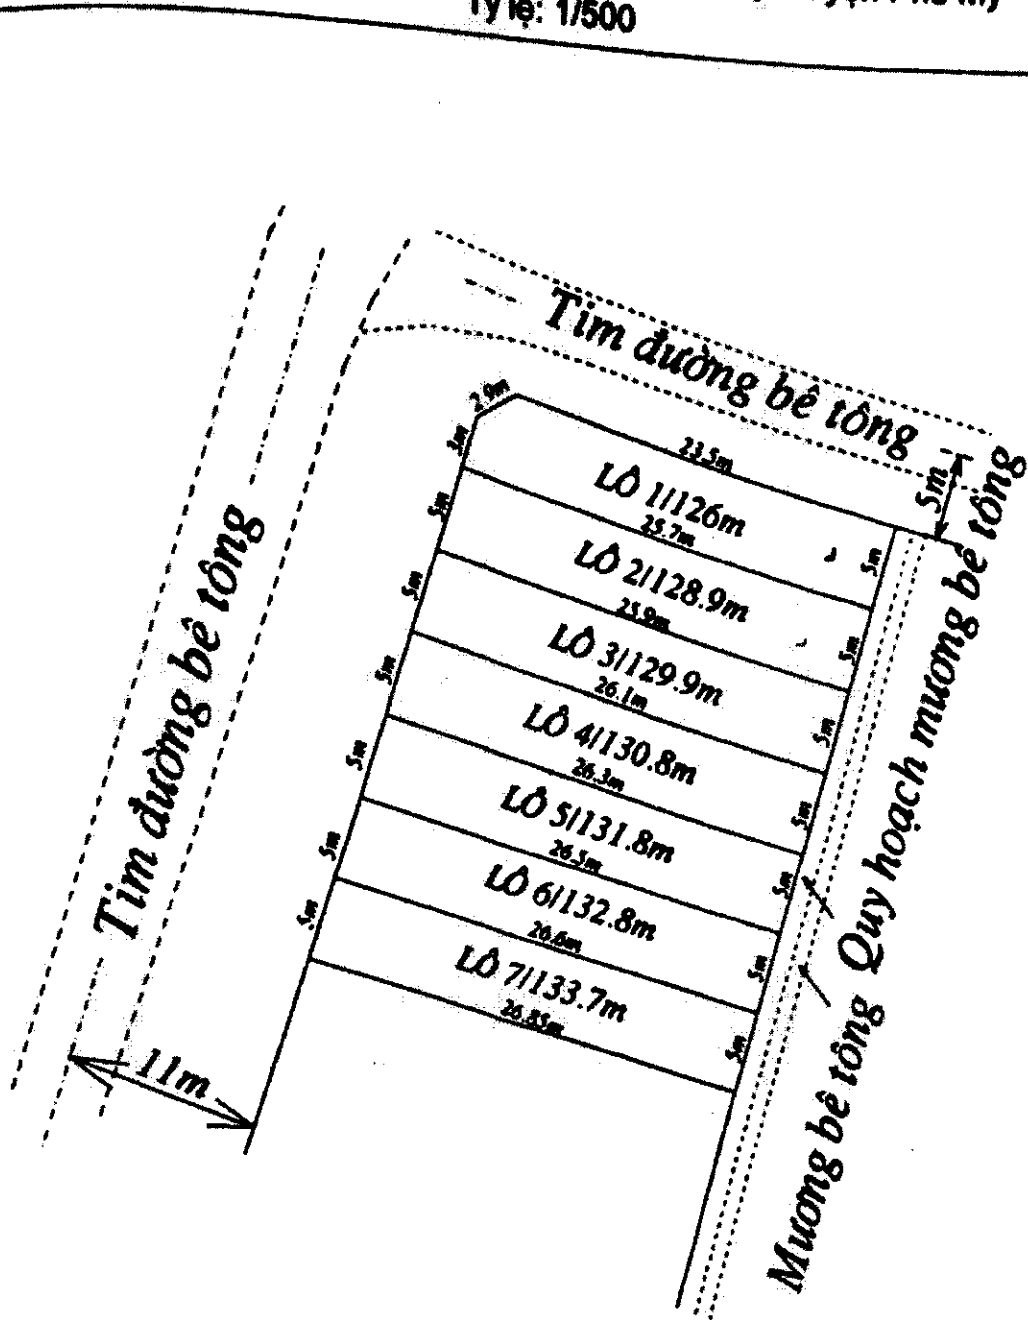 Tỷ lệ: 1/500
Tim đường bê tông
2.9m
3m
23.5m
5m
LÔ 1/126m
5m
5m
25.7m
LÔ 2/128.9m
5m
5m
25.9m
LÔ 3/129.9m
5m
5m
26.1m
LÔ 4/130.8m
5m
5m
26.3m
LÔ 5/131.8m
5m
5m
26.5m
LÔ 6/132.8m
5m
5m
26.6m
LÔ 7/133.7m
5m
26.85m
Tim đường bê tông
11m
Quy hoạch mương bê tông
Mương bê tông